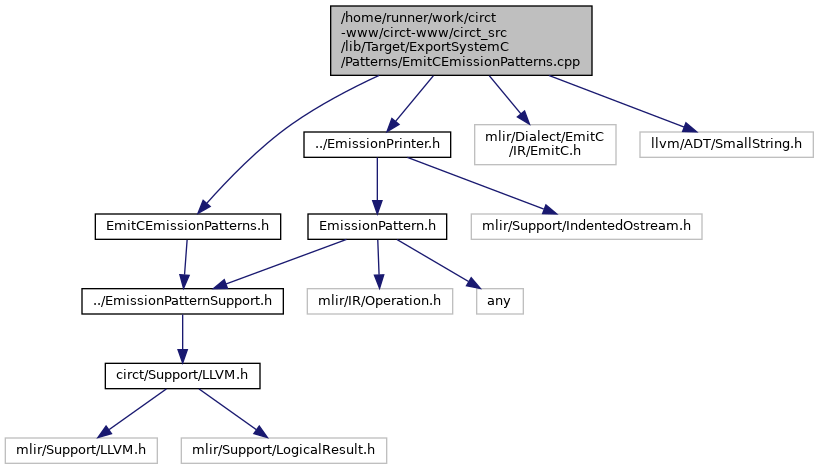 /home/runner/work/circt
-www/circt-www/circt_src
/lib/Target/ExportSystemC
/Patterns/EmitCEmissionPatterns.cpp
../EmissionPrinter.h
mlir/Dialect/EmitC
/IR/EmitC.h
llvm/ADT/SmallString.h
EmitCEmissionPatterns.h
EmissionPattern.h
mlir/Support/IndentedOstream.h
../EmissionPatternSupport.h
mlir/IR/Operation.h
any
circt/Support/LLVM.h
mlir/Support/LLVM.h
mlir/Support/LogicalResult.h